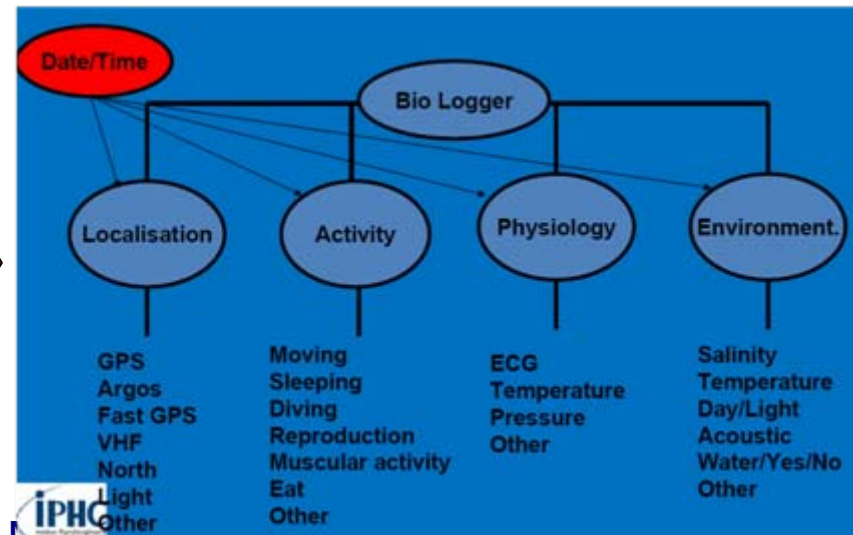 Date/Time
Bio Logger
Localisation
Activity
Physiology
Environment.
GPS
Argos
Fast GPS
VHF
North
Light
Other
Moving
Sleeping
Diving
Reproduction
Muscular activity
Eat
Other
ECG
Temperature
Pressure
Other
Salinity
Temperature
Day/Light
Acoustic
Water/Yes/No
Other
iPHC